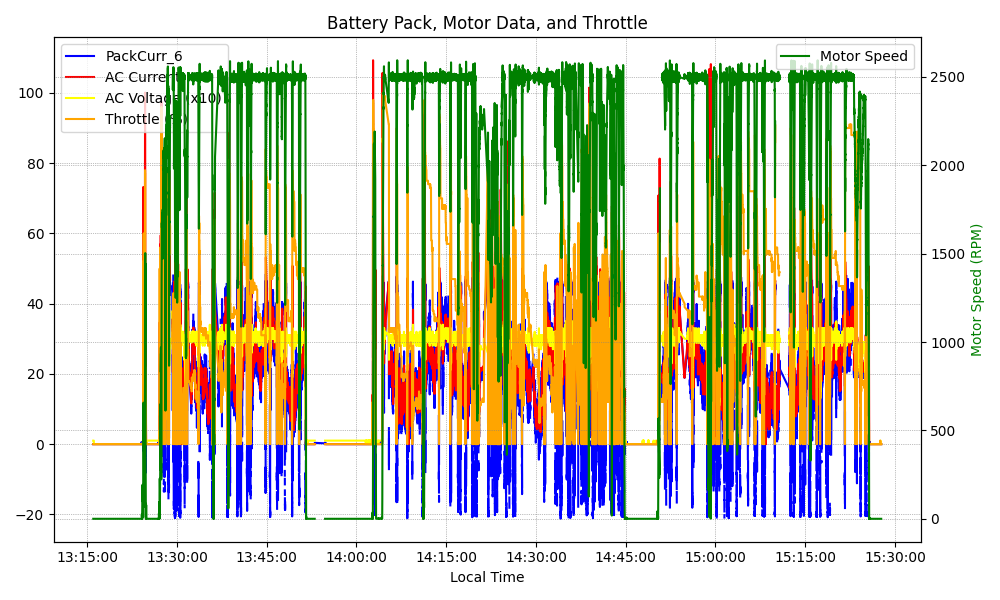 Battery Pack, Motor Data, and Throttle
PackCurr_6
AC Current
AC Voltage (x10)
Throttle (%)
Motor Speed
100
80
60
40
20
0
−20
2500
2000
1500
1000
500
0
Motor Speed (RPM)
13:15:00
13:30:00
13:45:00
14:00:00
14:15:00
14:30:00
14:45:00
15:00:00
15:15:00
15:30:00
Local Time